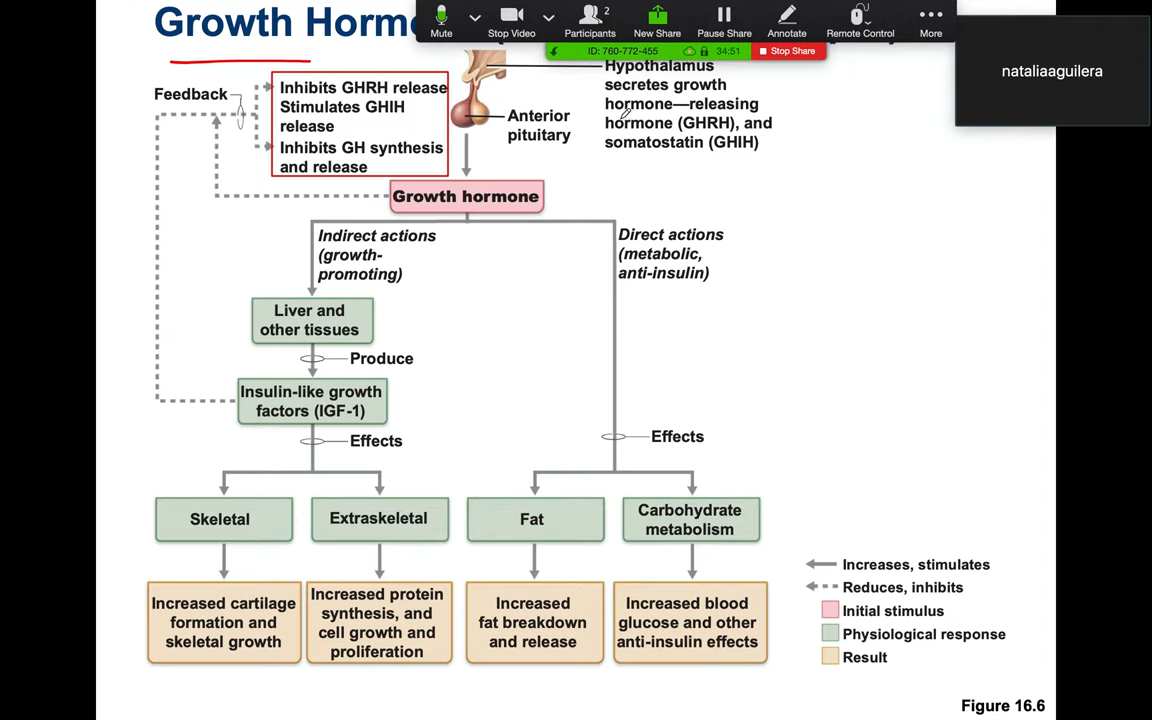 Growth Hormo
Mute
Stop Video
2
Participants
New Share
Pause Share
Annotate
Remote Control
More
ID: 760-772-455
34:51
Stop Share
nataliaaguilera
Feedback
Inhibits GHRH release
Stimulates GHIH
release
Inhibits GH synthesis
and release
Anterior
pituitary
Hypothalamus
secretes growth
hormone—releasing
hormone (GHRH), and
somatostatin (GHIH)
Growth hormone
Indirect actions
(growth-
promoting)
Direct actions
(metabolic,
anti-insulin)
Liver and
other tissues
Produce
Insulin-like growth
factors (IGF-1)
Effects
Effects
Skeletal
Extraskeletal
Fat
Carbohydrate
metabolism
Increased cartilage
formation and
skeletal growth
Increased protein
synthesis, and
cell growth and
proliferation
Increased
fat breakdown
and release
Increased blood
glucose and other
anti-insulin effects
Increases, stimulates
Reduces, inhibits
Initial stimulus
Physiological response
Result
Figure 16.6